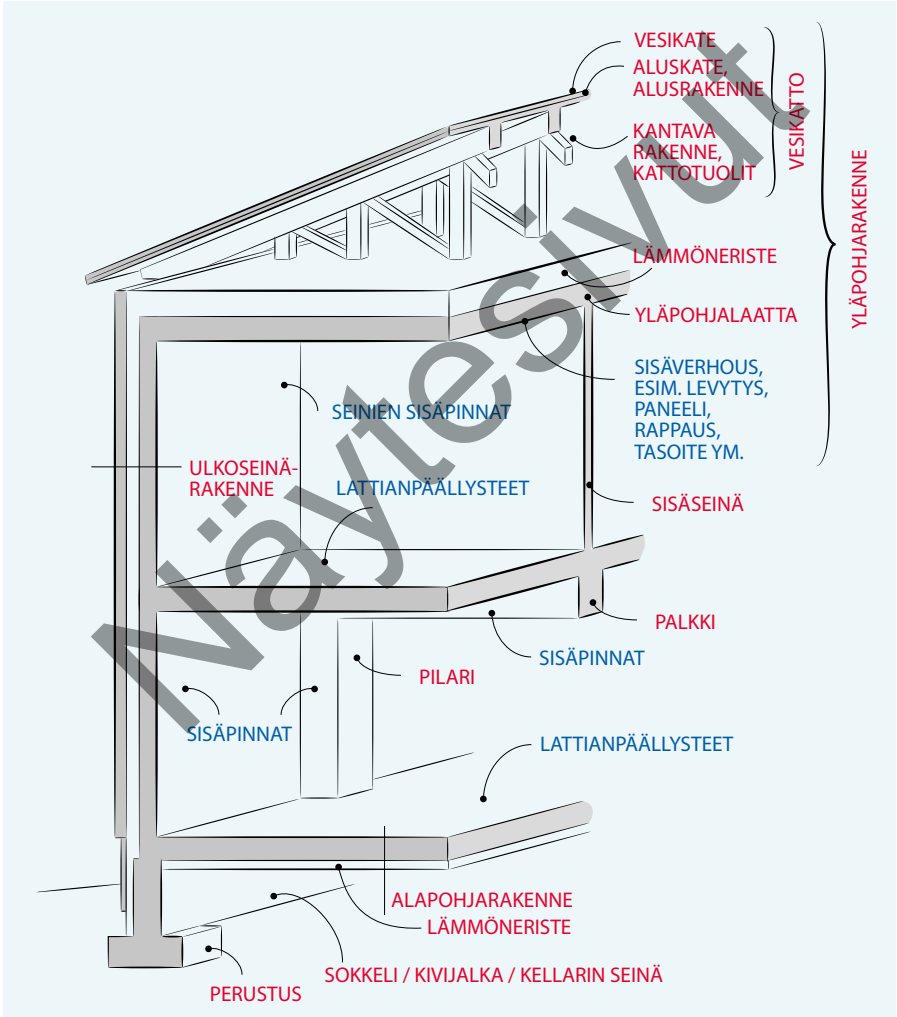 VESIKATE
ALUSKATE,
ALUSRAKENNE
KANTAVA
RAKENNE,
KATTOTUOLIT
VESIKATTO
YLÄPOHJARAKENNE
LÄMMÖNERISTE
YLÄPOHJALAATTA
SISÄVERHOUS,
ESIM. LEVYTYS,
PANEELI,
RAPPAUS,
TASOITE YM.
SEINIEN SISÄPINNAT
ULKOSEINÄ-
RAKENNE
LATTIANPÄÄLLYSTEET
SISÄSEINÄ
PALKKI
SISÄPINNAT
PILARI
SISÄPINNAT
LATTIANPÄÄLLYSTEET
ALAPOHJARAKENNE
LÄMMÖNERISTE
SOKKELI / KIVIJALKA / KELLARIN SEINÄ
PERUSTUS
Näytesivut